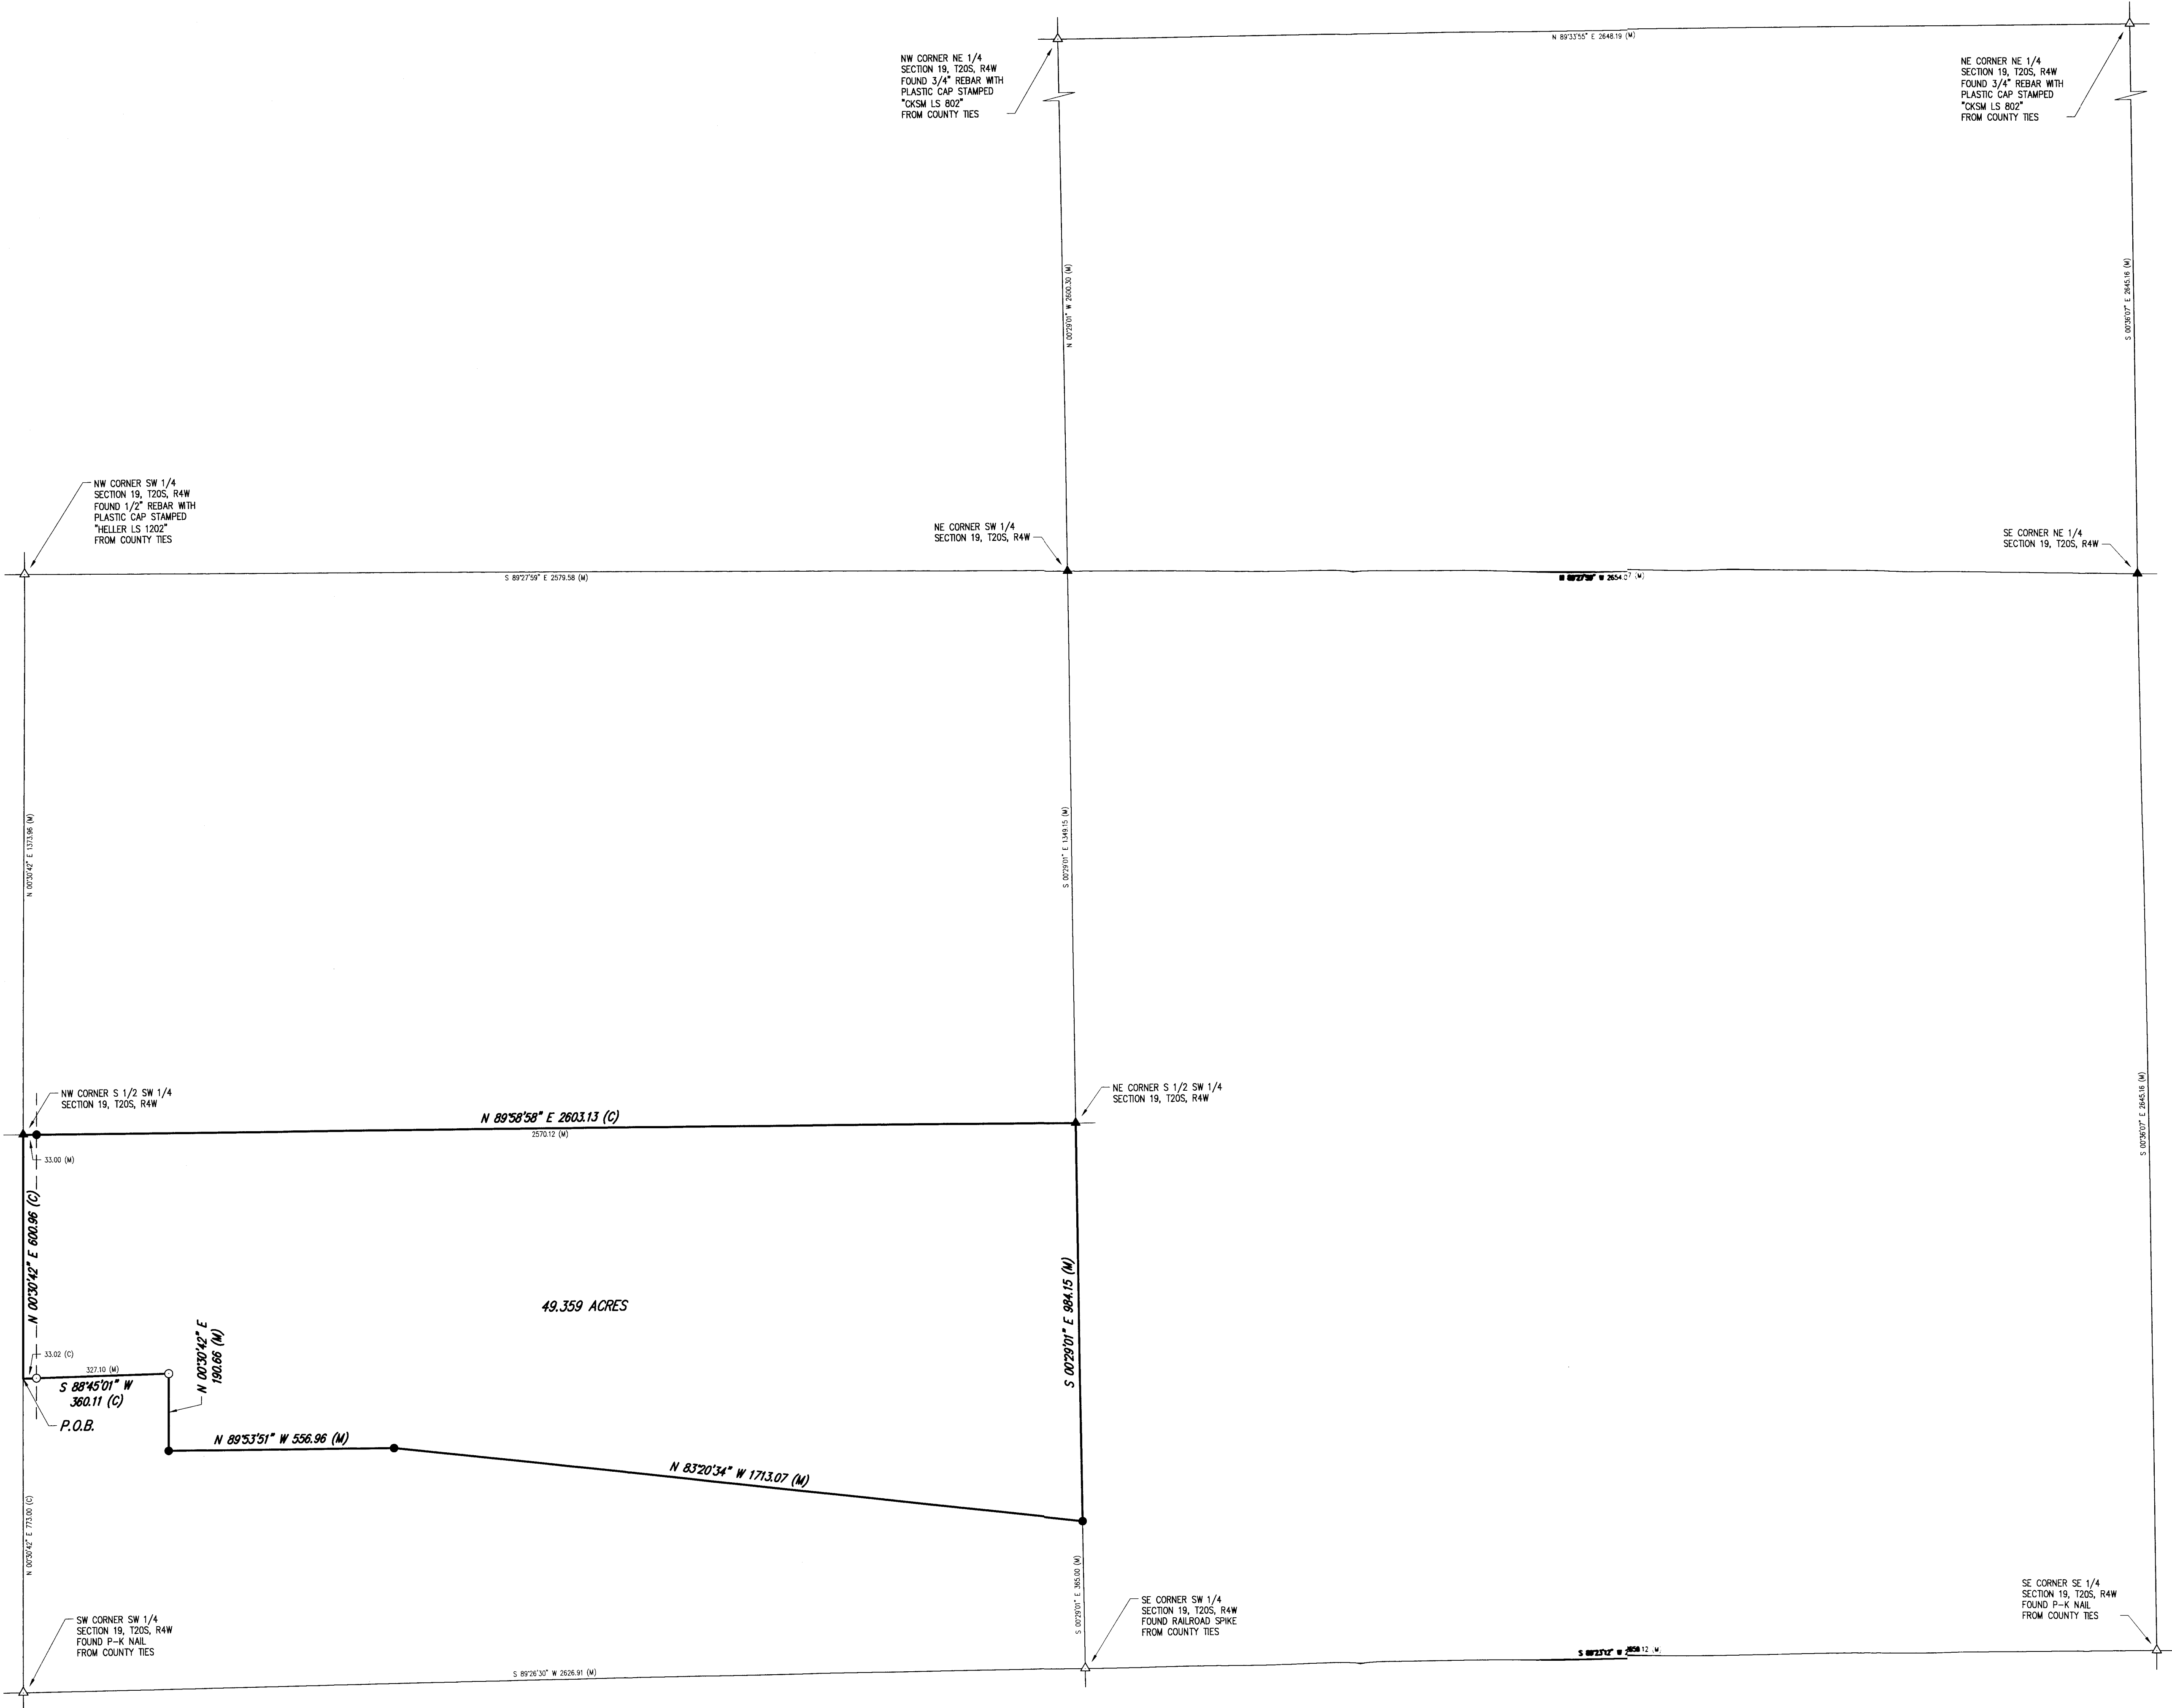 N 89°33'55" E 2648.19 (M)
NW CORNER NE 1/4
SECTION 19, T20S, R4W
FOUND 3/4" REBAR WITH
PLASTIC CAP STAMPED
"CKSM LS 802"
FROM COUNTY TIES
NE CORNER NE 1/4
SECTION 19, T20S, R4W
FOUND 3/4" REBAR WITH
PLASTIC CAP STAMPED
"CKSM LS 802"
FROM COUNTY TIES
N 00°29'01" W 2600.30 (M)
S 00°36'07" E 2645.16 (M)
NW CORNER SW 1/4
SECTION 19, T20S, R4W
FOUND 1/2" REBAR WITH
PLASTIC CAP STAMPED
"HELLER LS 1202"
FROM COUNTY TIES
NE CORNER SW 1/4
SECTION 19, T20S, R4W
SE CORNER NE 1/4
SECTION 19, T20S, R4W
S 89°27'59" E 2579.58 (M)
W 2654.07 (M)
N 00°30'42" E 1373.96 (M)
S 00°29'01" E 1349.15 (M)
S 00°36'07" E 2645.16 (M)
NW CORNER S 1/2 SW 1/4
SECTION 19, T20S, R4W
NE CORNER S 1/2 SW 1/4
SECTION 19, T20S, R4W
N 89°58'58" E 2603.13 (C)
2570.12 (M)
33.00 (M)
N 00°30'42" E 600.96 (C)
49.359 ACRES
S 00°29'01" E 984.15 (M)
33.02 (C)
327.10 (M)
S 88°45'01" W
360.11 (C)
N 00°30'42" E
190.66 (M)
P.O.B.
N 89°53'51" W 556.96 (M)
N 83°20'34" W 1713.07 (M)
N 00°30'42" E 773.00 (C)
S 00°29'01" E 365.00 (M)
SW CORNER SW 1/4
SECTION 19, T20S, R4W
FOUND P-K NAIL
FROM COUNTY TIES
SE CORNER SW 1/4
SECTION 19, T20S, R4W
FOUND RAILROAD SPIKE
FROM COUNTY TIES
SE CORNER SE 1/4
SECTION 19, T20S, R4W
FOUND P-K NAIL
FROM COUNTY TIES
S 89°26'30" W 2626.91 (M)
S 89°23'12" W (M)